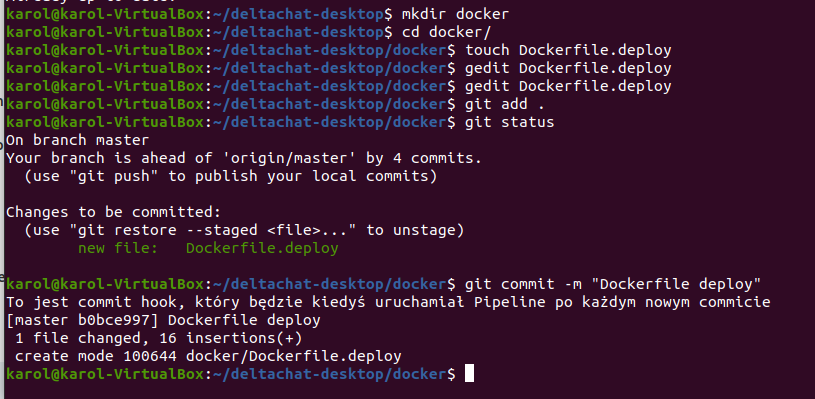 karol@karol-VirtualBox:~/deltachat-desktop$ mkdir docker
karol@karol-VirtualBox:~/deltachat-desktop$ cd docker/
karol@karol-VirtualBox:~/deltachat-desktop/docker$ touch Dockerfile.deploy
karol@karol-VirtualBox:~/deltachat-desktop/docker$ gedit Dockerfile.deploy
karol@karol-VirtualBox:~/deltachat-desktop/docker$ gedit Dockerfile.deploy
karol@karol-VirtualBox:~/deltachat-desktop/docker$ git add .
karol@karol-VirtualBox:~/deltachat-desktop/docker$ git status
On branch master
Your branch is ahead of 'origin/master' by 4 commits.
  (use "git push" to publish your local commits)

Changes to be committed:
  (use "git restore --staged <file>..." to unstage)
        new file:   Dockerfile.deploy

karol@karol-VirtualBox:~/deltachat-desktop/docker$ git commit -m "Dockerfile deploy"
To jest commit hook, który będzie kiedyś uruchamiał Pipeline po każdym nowym commicie
[master b0bce997] Dockerfile deploy
 1 file changed, 16 insertions(+)
 create mode 100644 docker/Dockerfile.deploy
karol@karol-VirtualBox:~/deltachat-desktop/docker$